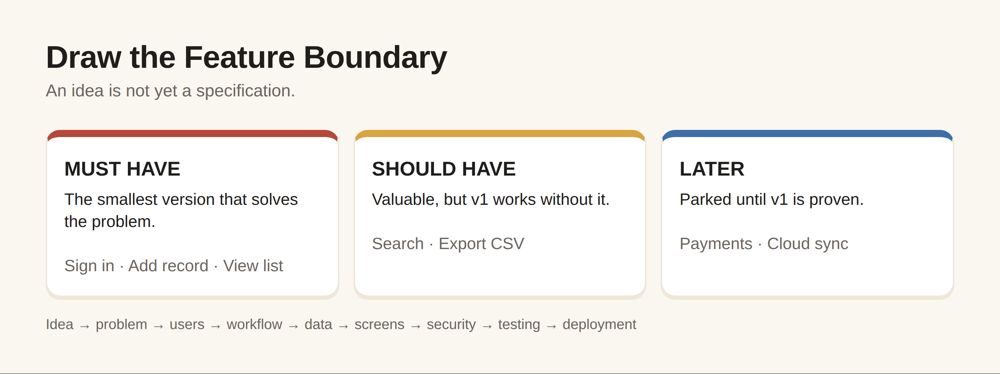 Draw the Feature Boundary
An idea is not yet a specification.
MUST HAVE
The smallest version that solves
the problem.
Sign in · Add record · View list
SHOULD HAVE
Valuable, but v1 works without it.
Search · Export CSV
LATER
Parked until v1 is proven.
Payments · Cloud sync
Idea → problem → users → workflow → data → screens → security → testing → deployment